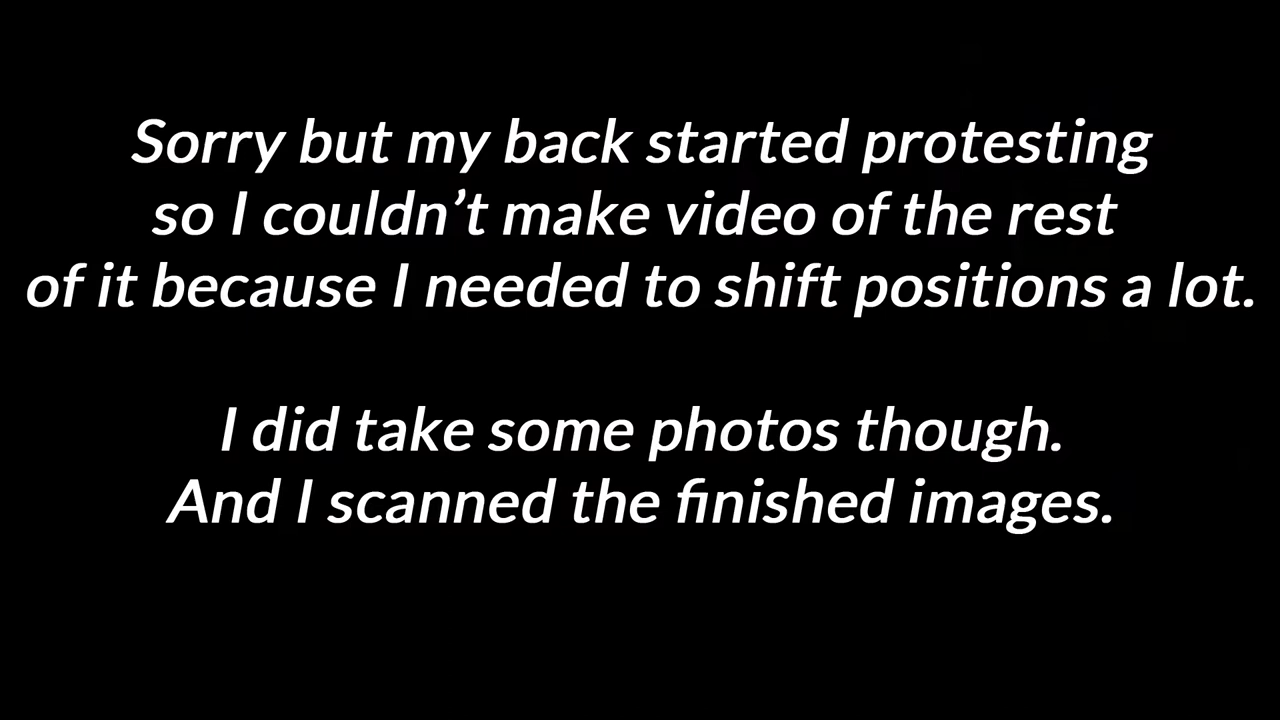 Sorry but my back started protesting
so I couldn’t make video of the rest
of it because I needed to shift positions a lot.
I did take some photos though.
And I scanned the finished images.